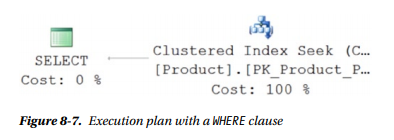 SELECT
Cost: 0 %
Clustered Index Seek (C…
[Product].[PK_Product_P…
Cost: 100 %
Figure 8-7. Execution plan with a WHERE clause